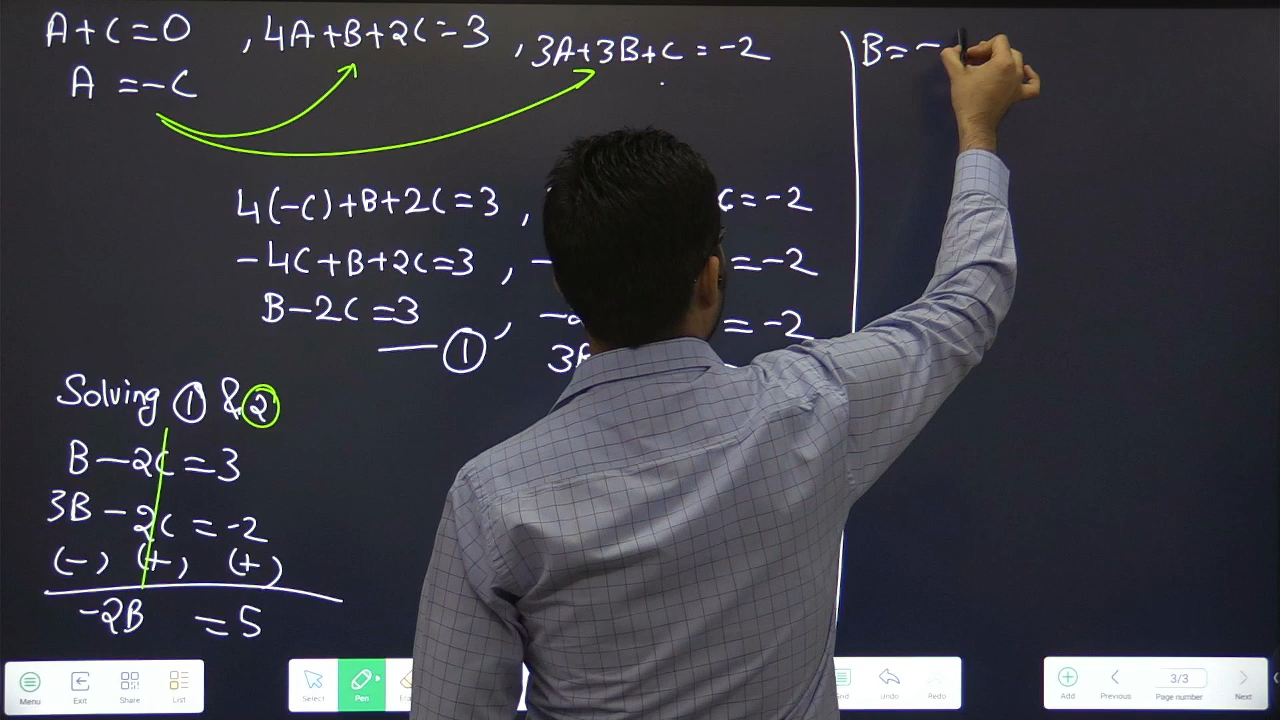 A+C=0 , 4A+B+2C=3 , 3A+3B+C=-2
A =-C
4(-C)+B+2C=3 , C=-2
-4C+B+2C=3 , - =-2
B-2C=3 — ① , =-2
Solving ① & ②
B-2C=3
3B-2C=-2
(-) (+) (+)
-2B =5
B=-
Menu Exit Share List Select Pen Undo Redo Add Previous 3/3 Page number Next